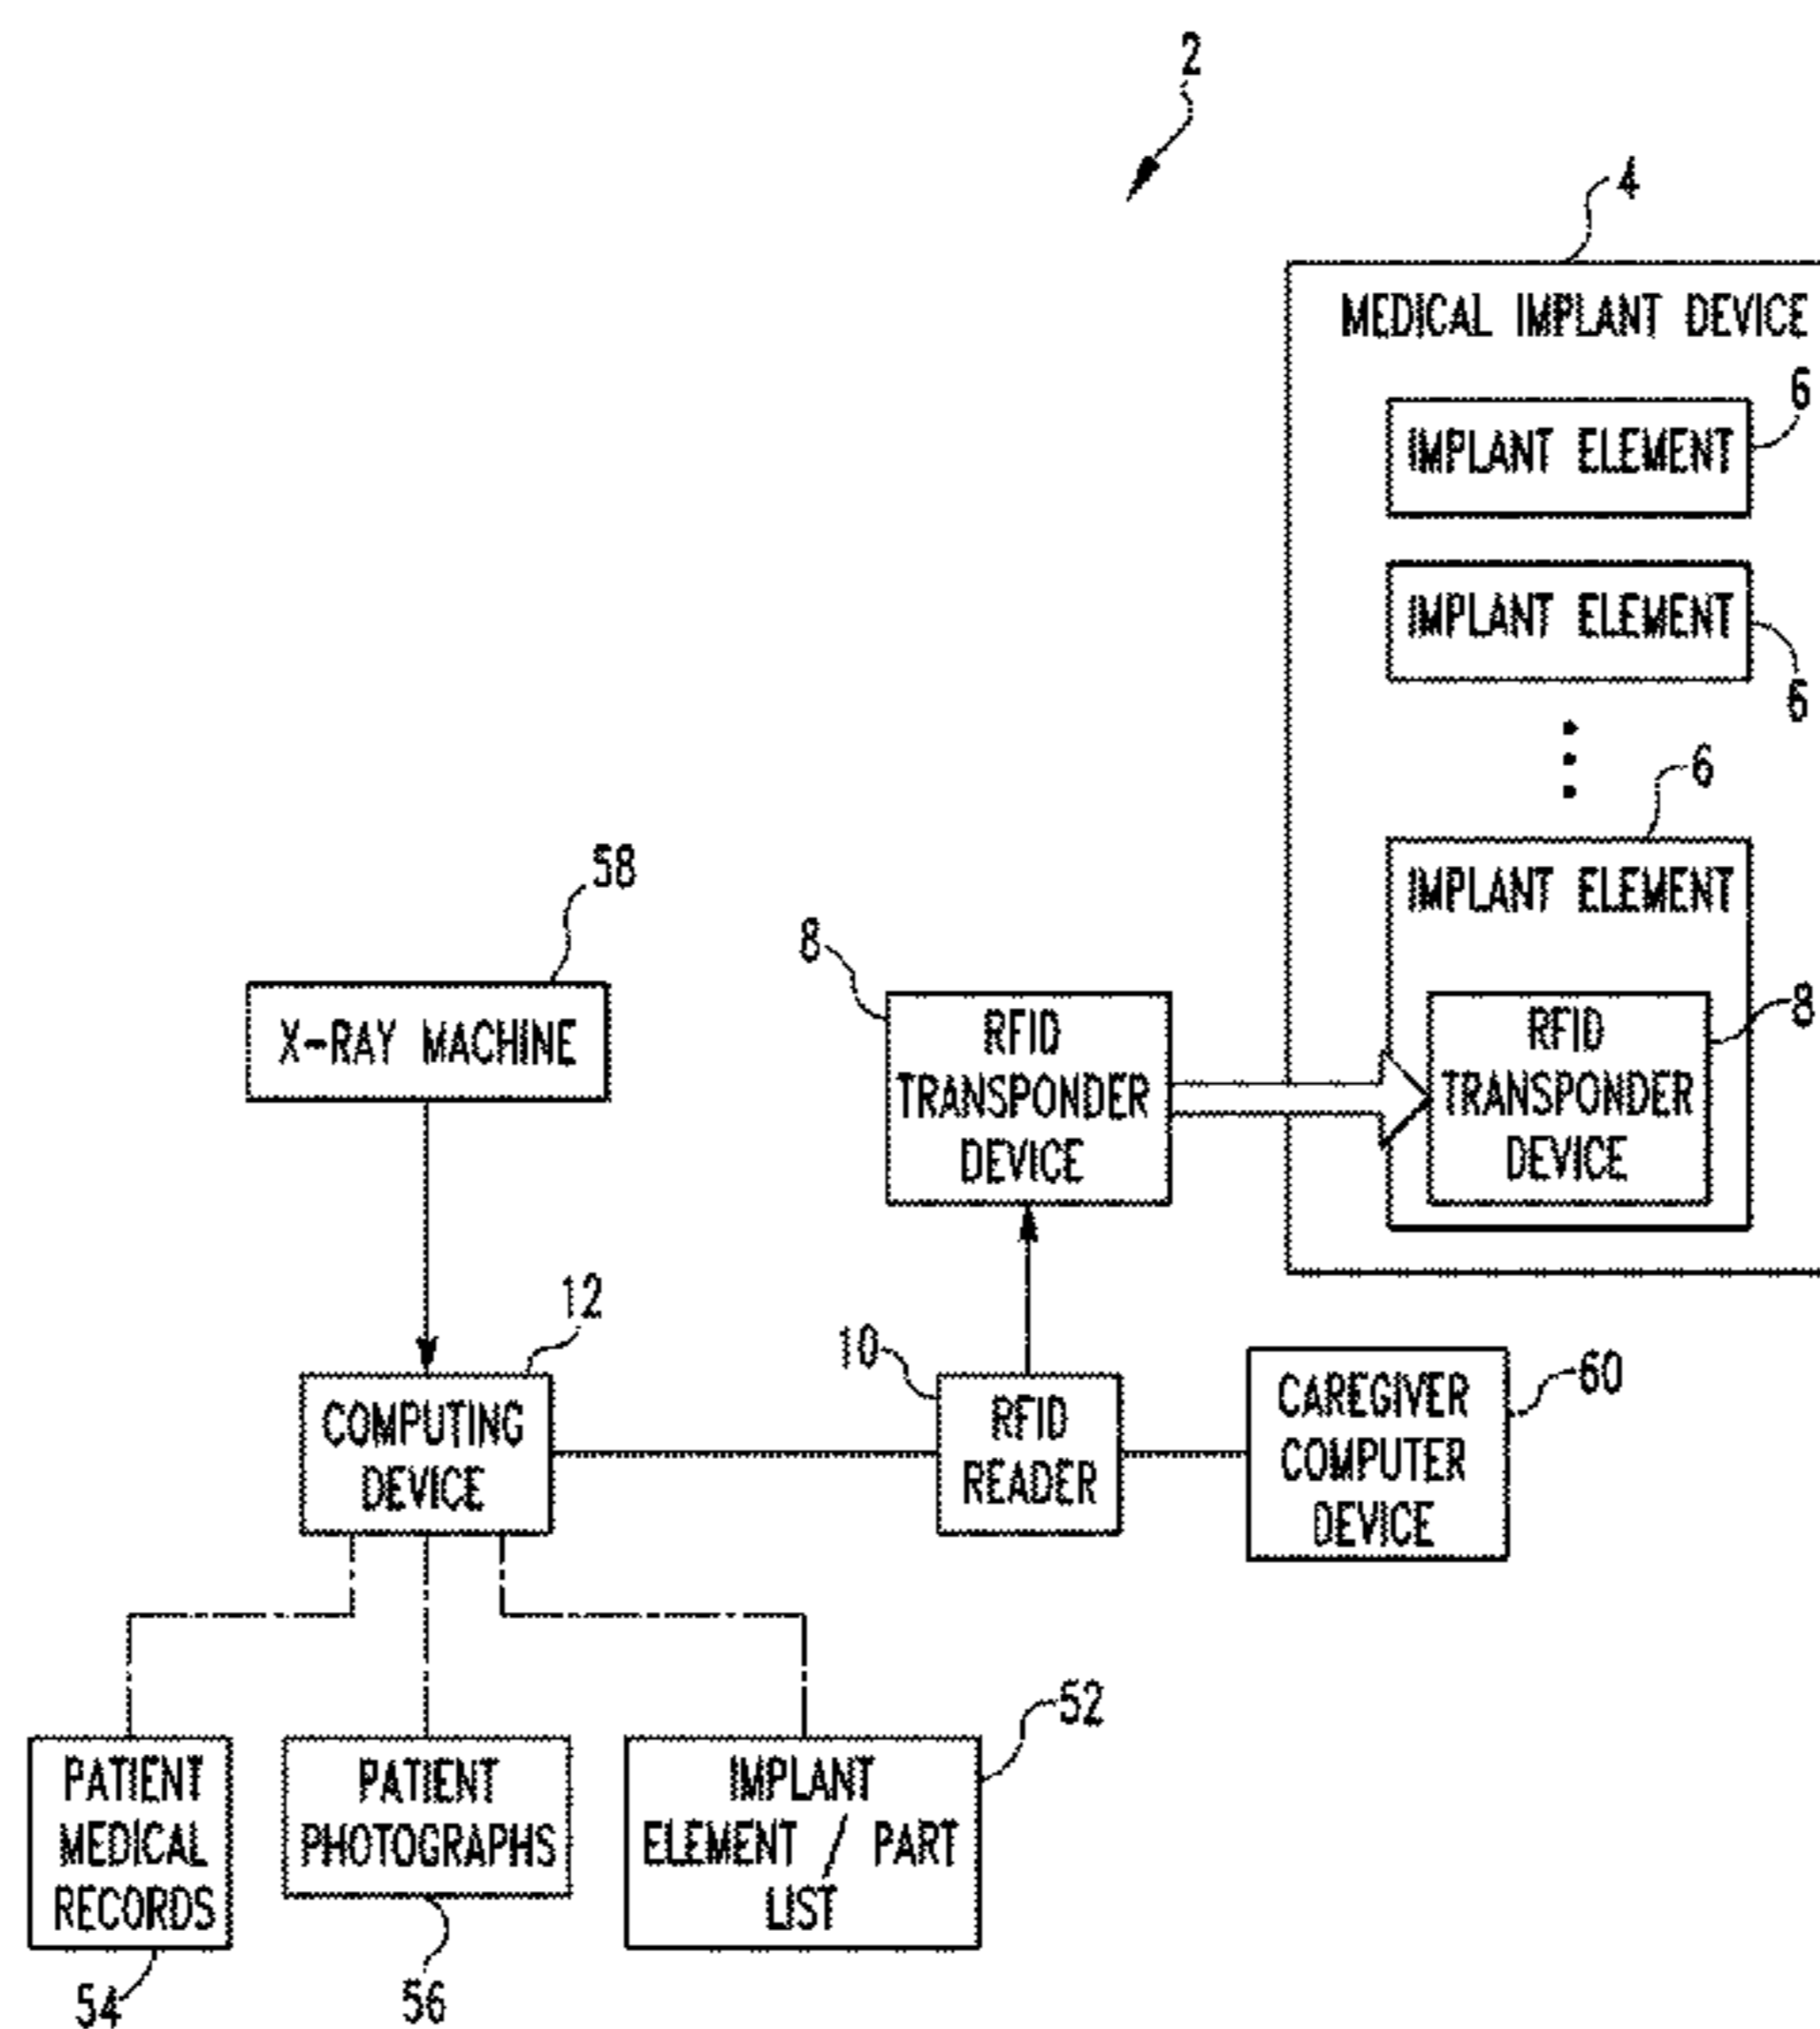 2
4
MEDICAL IMPLANT DEVICE
6
IMPLANT ELEMENT
IMPLANT ELEMENT
6
6
IMPLANT ELEMENT
58
X-RAY MACHINE
8
RFID
TRANSPONDER
DEVICE
8
RFID
TRANSPONDER
DEVICE
12
COMPUTING
DEVICE
10
RFID
READER
60
CAREGIVER
COMPUTER
DEVICE
54
PATIENT
MEDICAL
RECORDS
56
PATIENT
PHOTOGRAPHS
52
IMPLANT
ELEMENT / PART
LIST